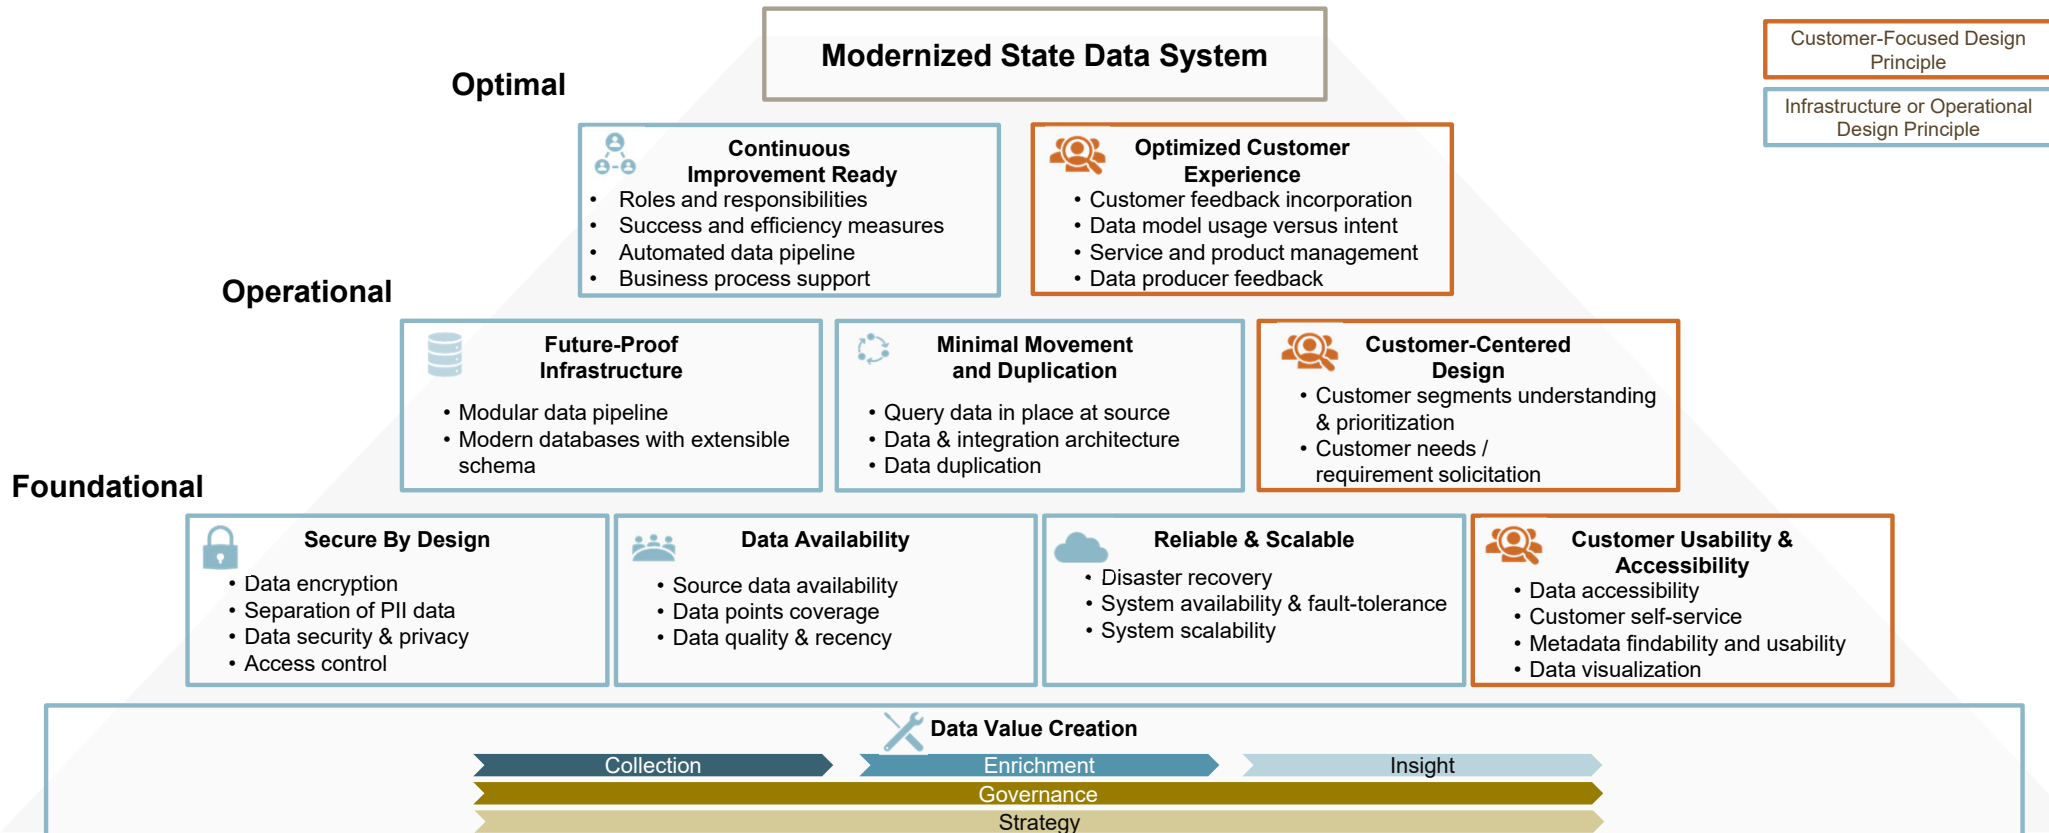 Modernized State Data System
Customer-Focused Design
Principle
Infrastructure or Operational
Design Principle
Optimal
Continuous
Improvement Ready
• Roles and responsibilities
• Success and efficiency measures
• Automated data pipeline
• Business process support
Optimized Customer
Experience
• Customer feedback incorporation
• Data model usage versus intent
• Service and product management
• Data producer feedback
Operational
Future-Proof
Infrastructure
• Modular data pipeline
• Modern databases with extensible
schema
Minimal Movement
and Duplication
• Query data in place at source
• Data & integration architecture
• Data duplication
Customer-Centered
Design
• Customer segments understanding
& prioritization
• Customer needs /
requirement solicitation
Foundational
Secure By Design
• Data encryption
• Separation of PII data
• Data security & privacy
• Access control
Data Availability
• Source data availability
• Data points coverage
• Data quality & recency
Reliable & Scalable
• Disaster recovery
• System availability & fault-tolerance
• System scalability
Customer Usability &
Accessibility
• Data accessibility
• Customer self-service
• Metadata findability and usability
• Data visualization
Data Value Creation
Collection
Enrichment
Insight
Governance
Strategy